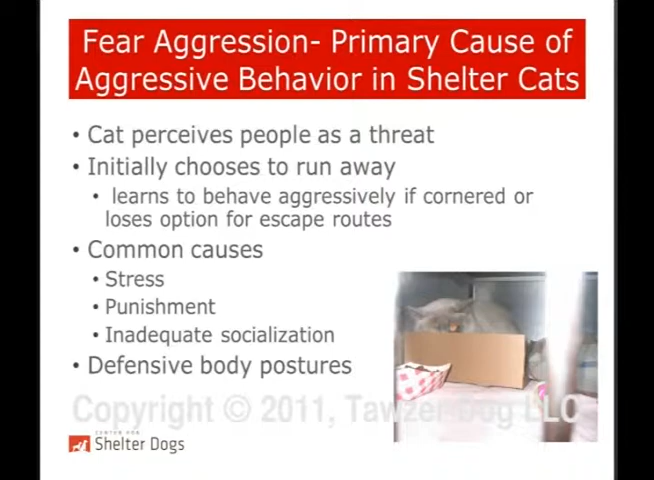 Fear Aggression- Primary Cause of
Aggressive Behavior in Shelter Cats
• Cat perceives people as a threat
• Initially chooses to run away
• learns to behave aggressively if cornered or
loses option for escape routes
• Common causes
• Stress
• Punishment
• Inadequate socialization
• Defensive body postures
Copyright © 2011, Tawzer Dog LLC
CENTER FOR
Shelter Dogs